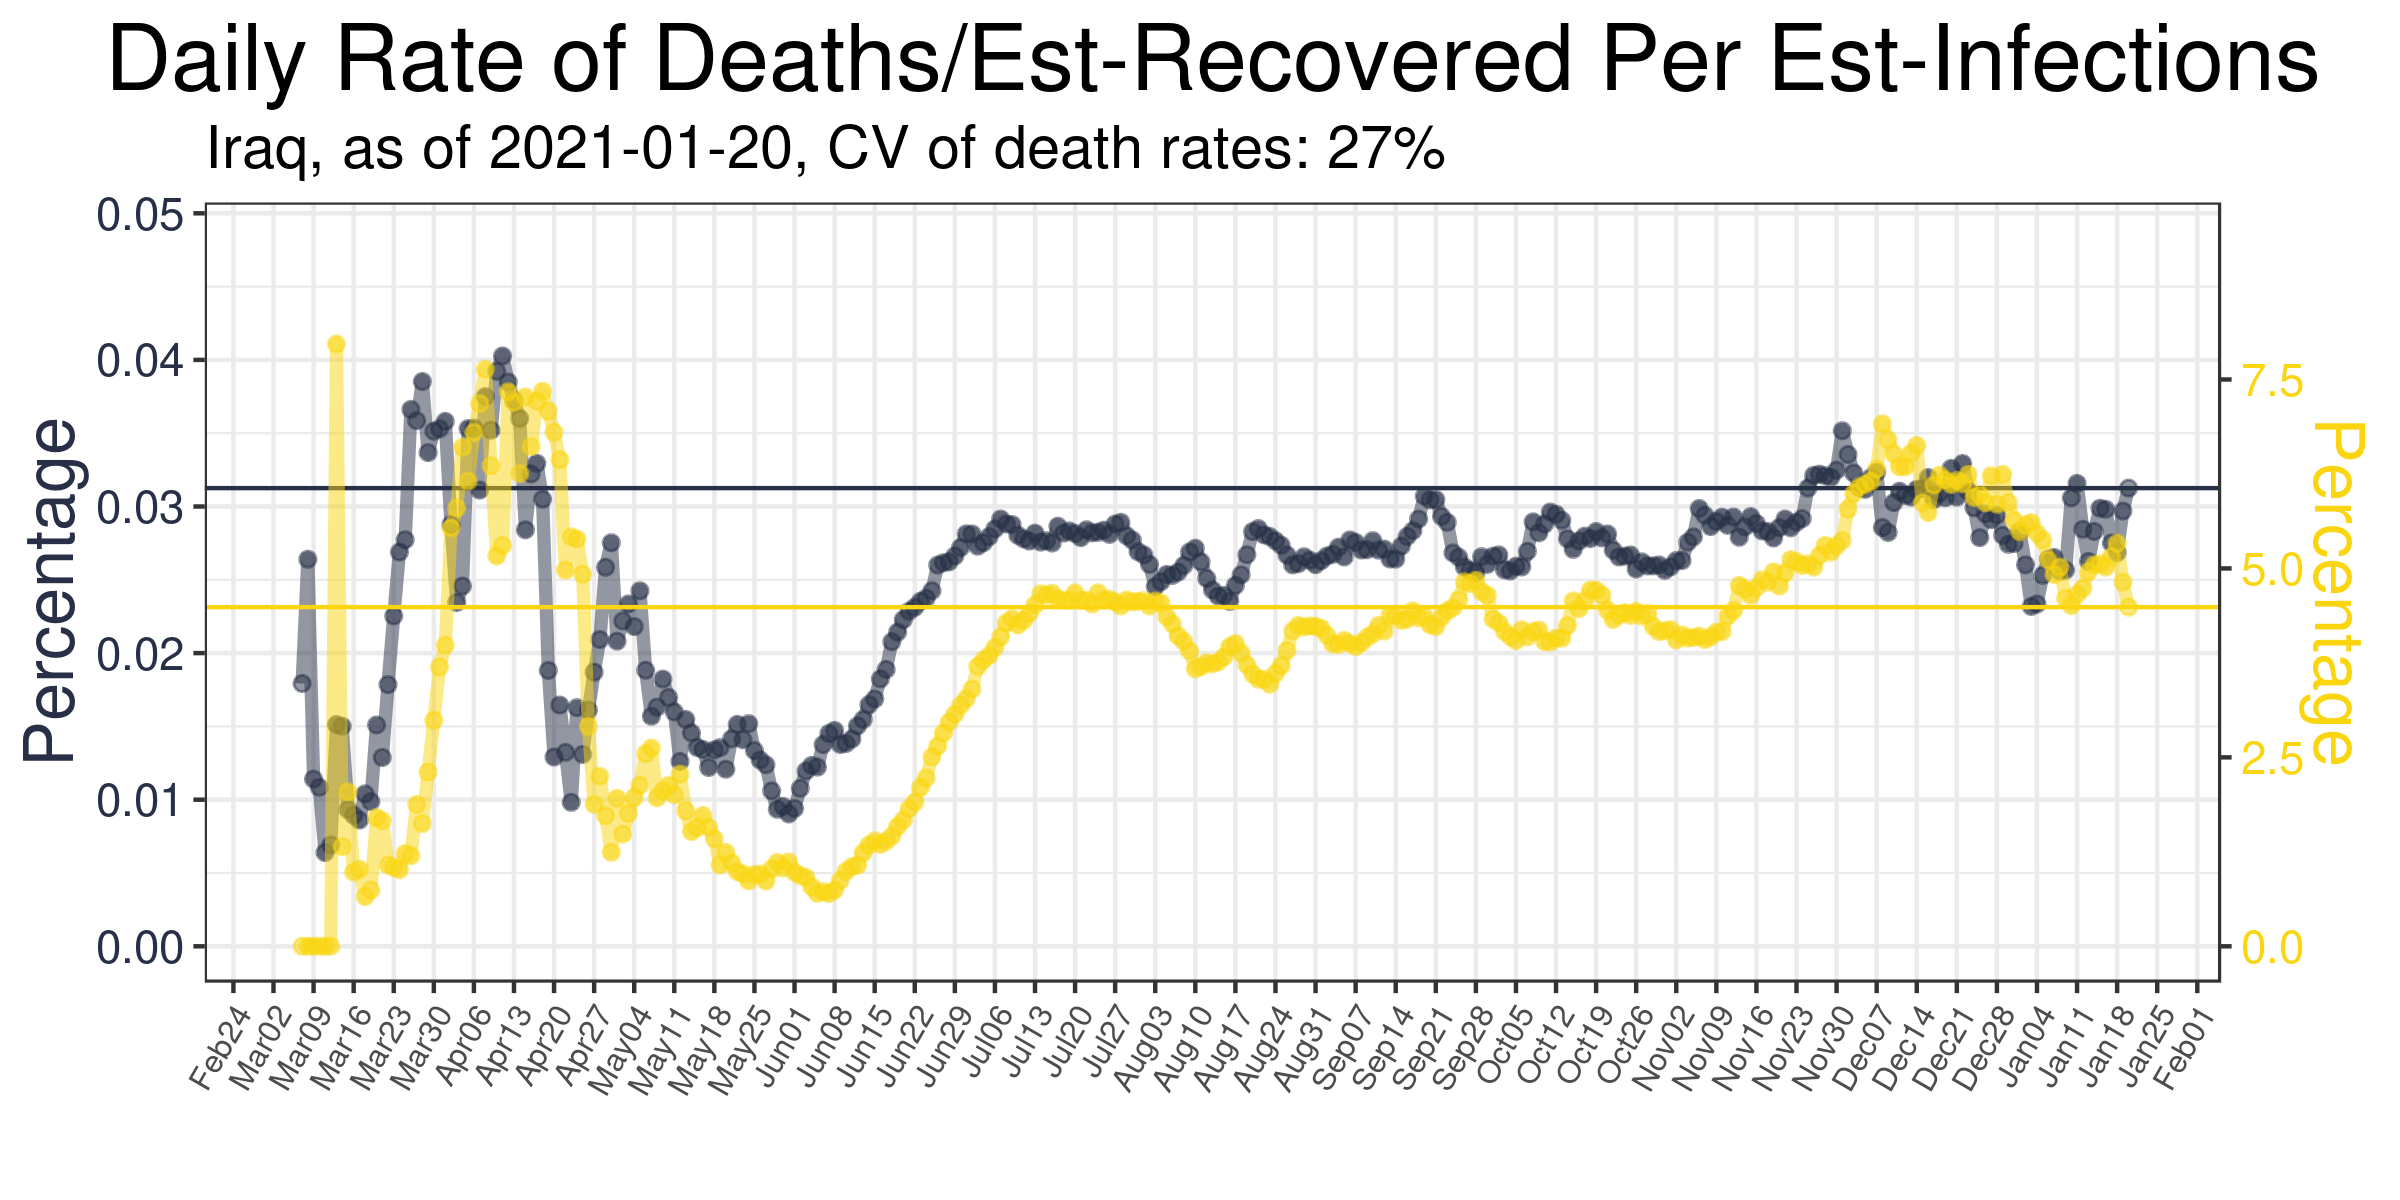 Daily Rate of Deaths/Est-Recovered Per Est-Infections
Iraq, as of 2021-01-20, CV of death rates: 27%
Percentage
0.05
0.04
0.03
0.02
0.01
0.00
7.5
5.0
2.5
0.0
Percentage
Feb24 Mar02 Mar09 Mar16 Mar23 Mar30 Apr06 Apr13 Apr20 Apr27 May04 May11 May18 May25 Jun01 Jun08 Jun15 Jun22 Jun29 Jul06 Jul13 Jul20 Jul27 Aug03 Aug10 Aug17 Aug24 Aug31 Sep07 Sep14 Sep21 Sep28 Oct05 Oct12 Oct19 Oct26 Nov02 Nov09 Nov16 Nov23 Nov30 Dec07 Dec14 Dec21 Dec28 Jan04 Jan11 Jan18 Jan25 Feb01